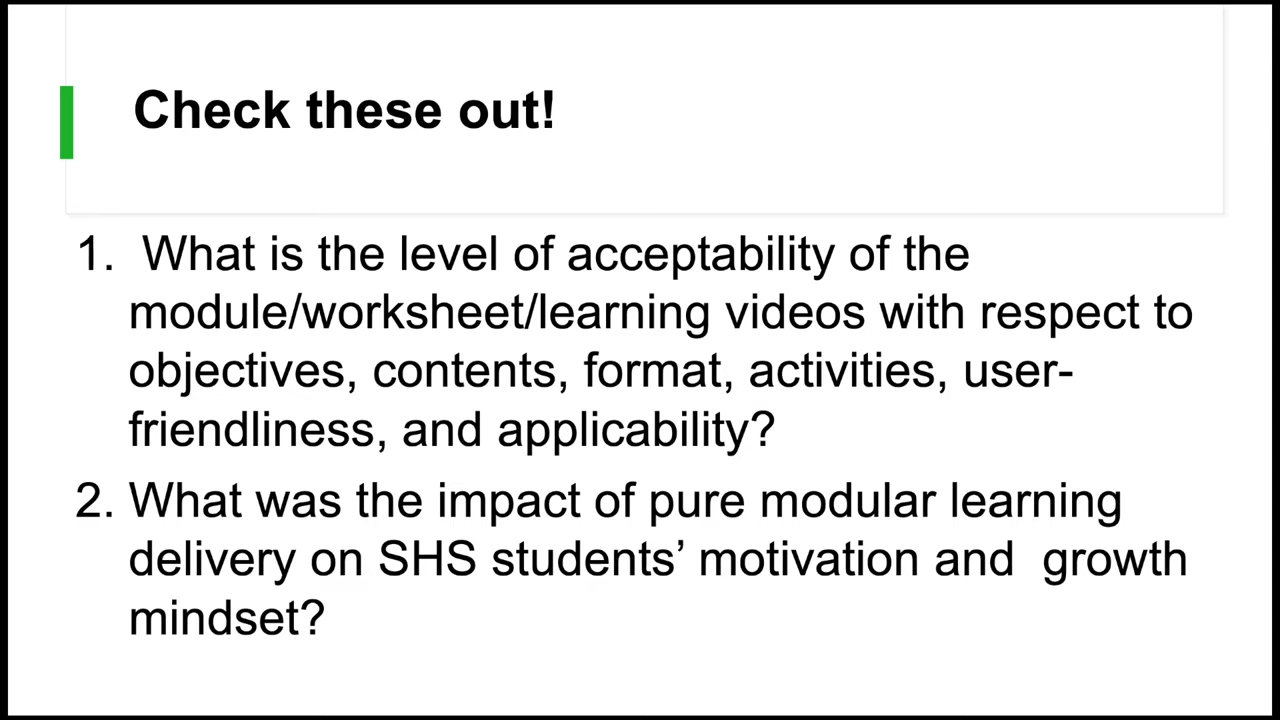 Check these out!
1. What is the level of acceptability of the
module/worksheet/learning videos with respect to
objectives, contents, format, activities, user-
friendliness, and applicability?
2. What was the impact of pure modular learning
delivery on SHS students’ motivation and growth
mindset?